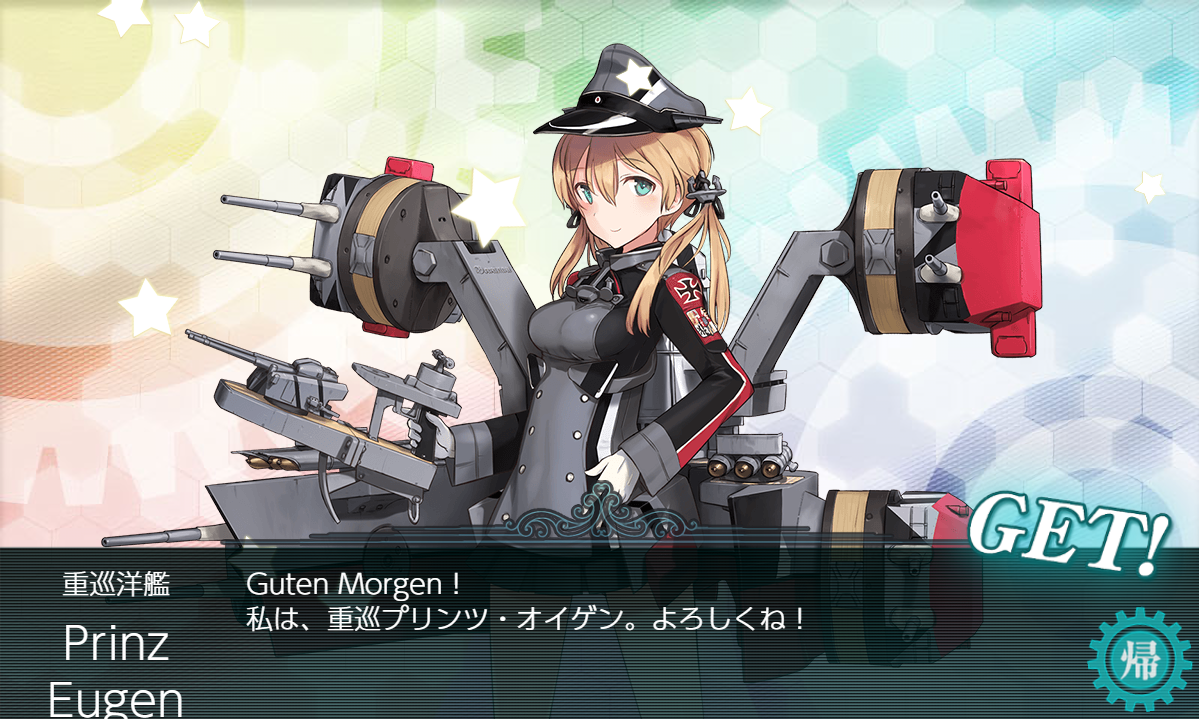 GET!
重巡洋艦
Prinz
Eugen
Guten Morgen！
私は、重巡プリンツ・オイゲン。よろしくね！
帰